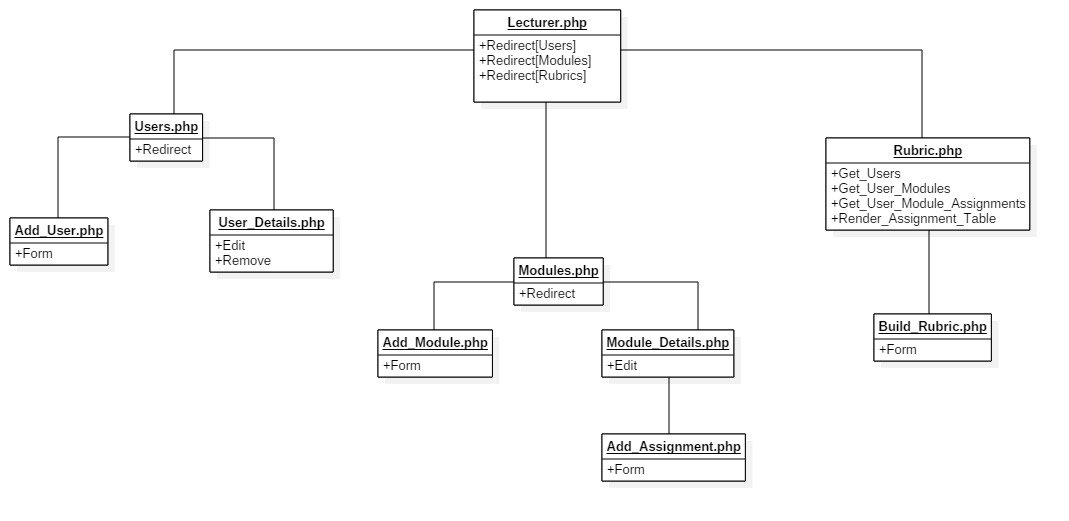 Lecturer.php
+Redirect[Users]
+Redirect[Modules]
+Redirect[Rubrics]
Users.php
+Redirect
Add_User.php
+Form
User_Details.php
+Edit
+Remove
Modules.php
+Redirect
Add_Module.php
+Form
Module_Details.php
+Edit
Add_Assignment.php
+Form
Rubric.php
+Get_Users
+Get_User_Modules
+Get_User_Module_Assignments
+Render_Assignment_Table
Build_Rubric.php
+Form